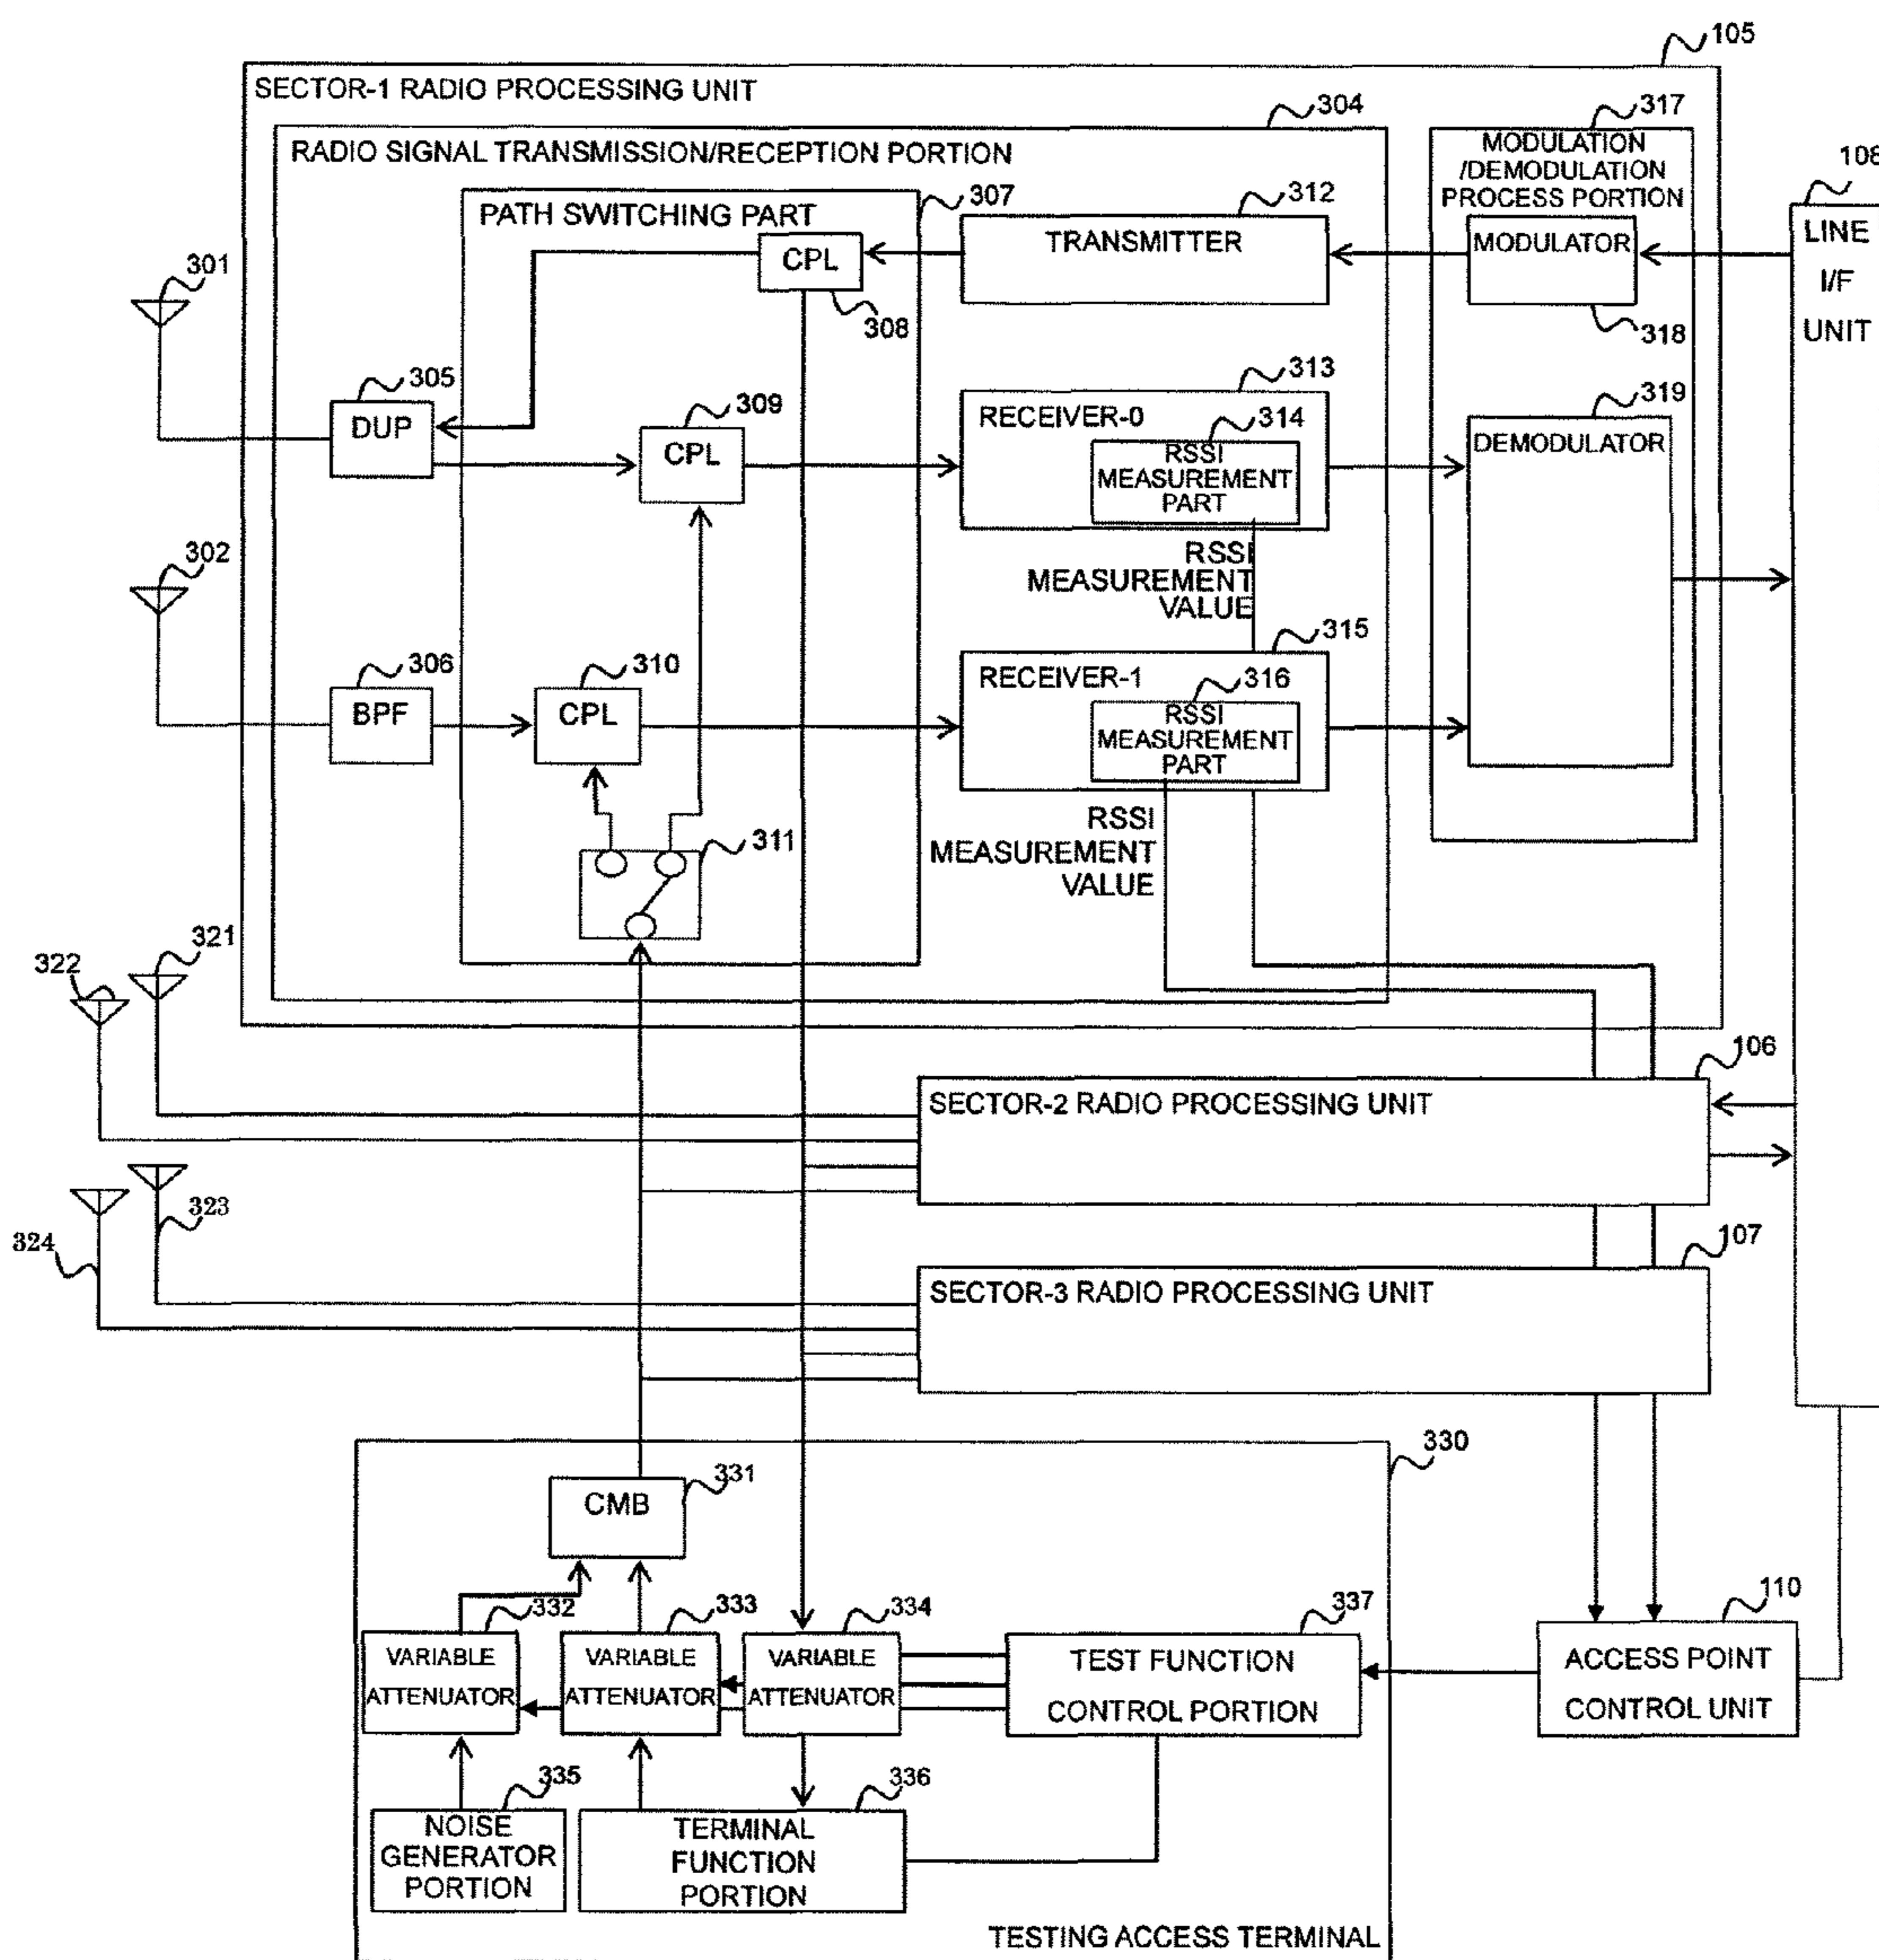 105
SECTOR-1 RADIO PROCESSING UNIT
304
317
RADIO SIGNAL TRANSMISSION/RECEPTION PORTION
MODULATION
/DEMODULATION
PROCESS PORTION
108
307
312
PATH SWITCHING PART
TRANSMITTER
MODULATOR
LINE
I/F
UNIT
CPL
308
318
301
305
DUP
309
CPL
313
RECEIVER-0
314
RSSI
MEASUREMENT
PART
319
DEMODULATOR
302
RSSI
MEASUREMENT
VALUE
315
306
BPF
310
CPL
RECEIVER-1
316
RSSI
MEASUREMENT
PART
311
RSSI
MEASUREMENT
VALUE
321
322
106
SECTOR-2 RADIO PROCESSING UNIT
323
324
107
SECTOR-3 RADIO PROCESSING UNIT
330
331
CMB
332
333
334
337
110
VARIABLE
ATTENUATOR
VARIABLE
ATTENUATOR
VARIABLE
ATTENUATOR
TEST FUNCTION
CONTROL PORTION
ACCESS POINT
CONTROL UNIT
335
336
NOISE
GENERATOR
PORTION
TERMINAL
FUNCTION
PORTION
TESTING ACCESS TERMINAL